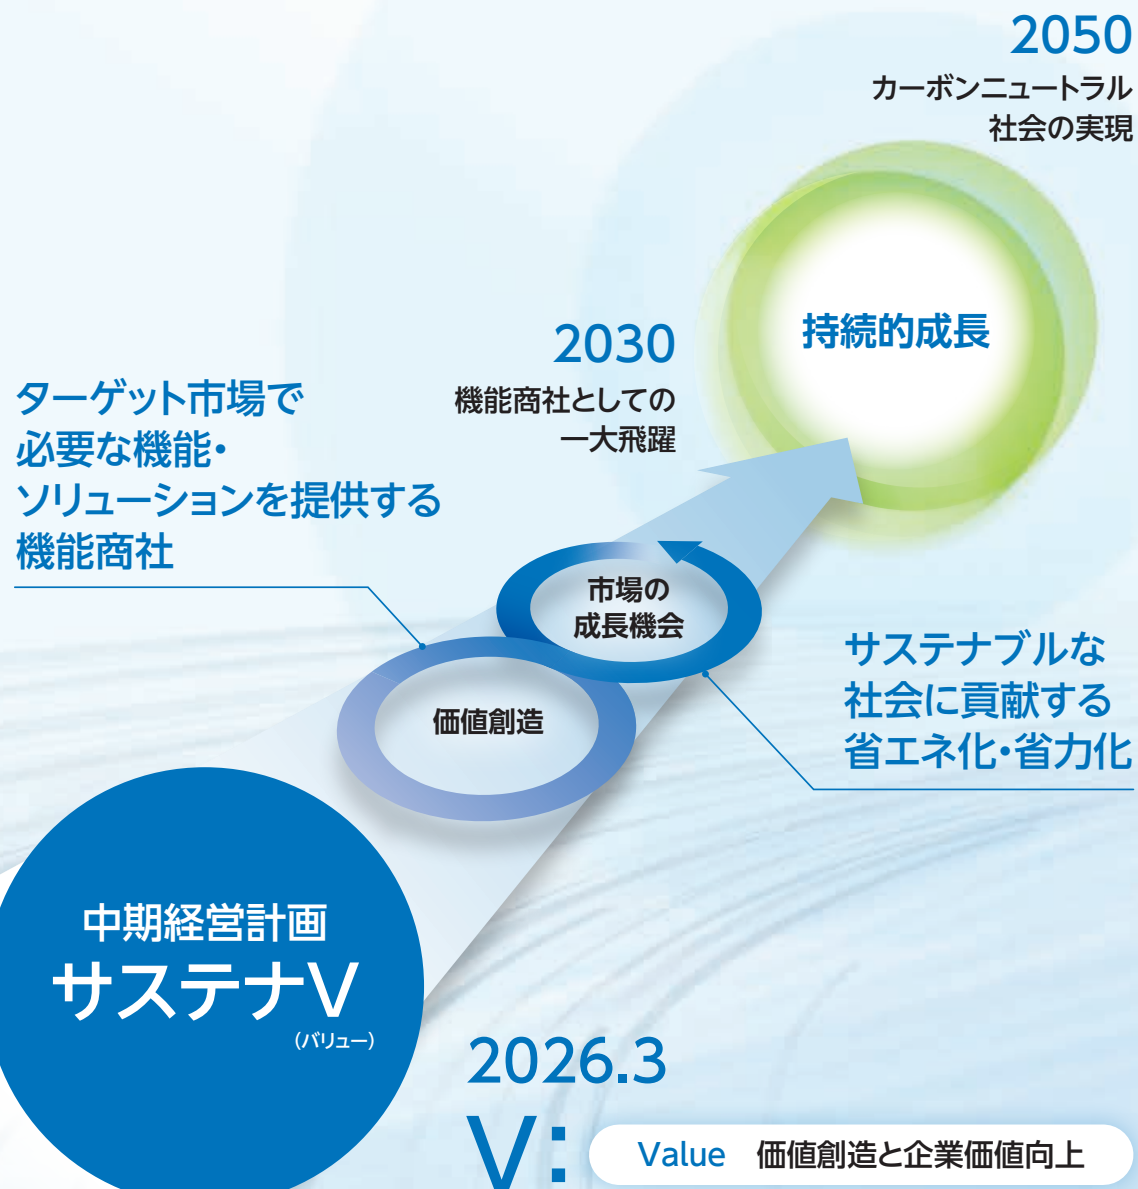 2050
カーボンニュートラル
社会の実現
持続的成長
2030
機能商社としての
一大飛躍
ターゲット市場で
必要な機能・
ソリューションを提供する
機能商社
市場の
成長機会
価値創造
サステナブルな
社会に貢献する
省エネ化・省力化
中期経営計画
サステナV
(バリュー)
2026.3
V:
Value 価値創造と企業価値向上